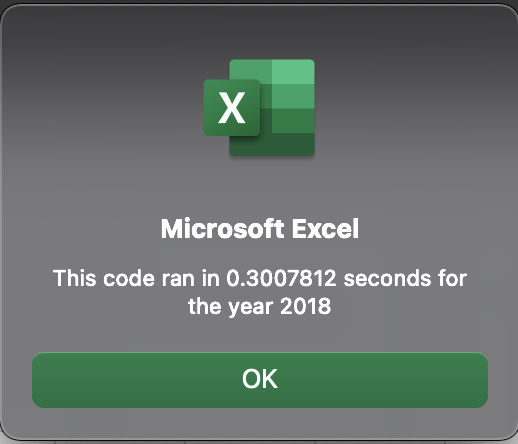 X
Microsoft Excel
This code ran in 0.3007812 seconds for
the year 2018
OK